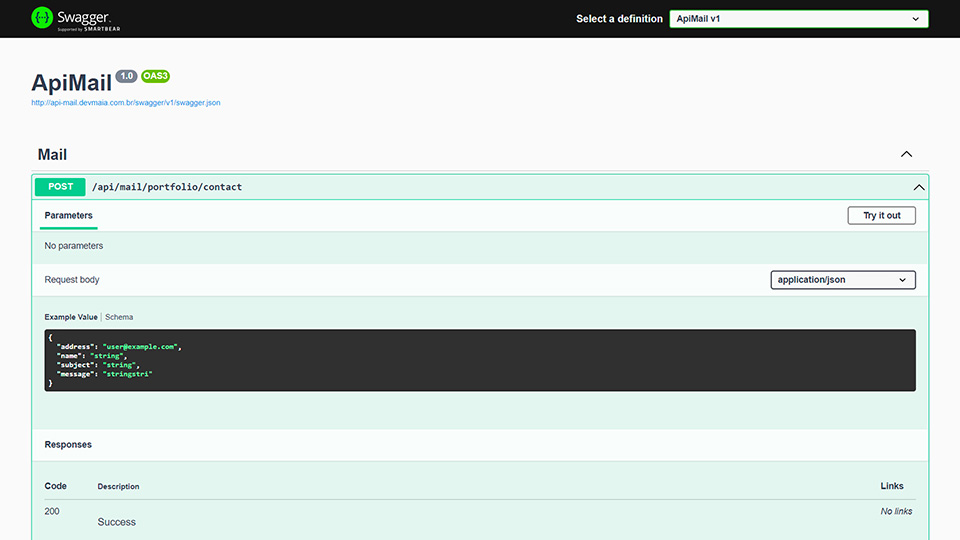 Swagger.
Supported by SMARTBEAR
Select a definition
ApiMail v1
ApiMail 1.0 OAS3
http://api-mail.devmaia.com.br/swagger/v1/swagger.json
Mail
POST /api/mail/portfolio/contact
Parameters
Try it out
No parameters
Request body
application/json
Example Value | Schema
{
"address": "user@example.com",
"name": "string",
"subject": "string",
"message": "stringstri"
}
Responses
Code Description Links
200 Success No links